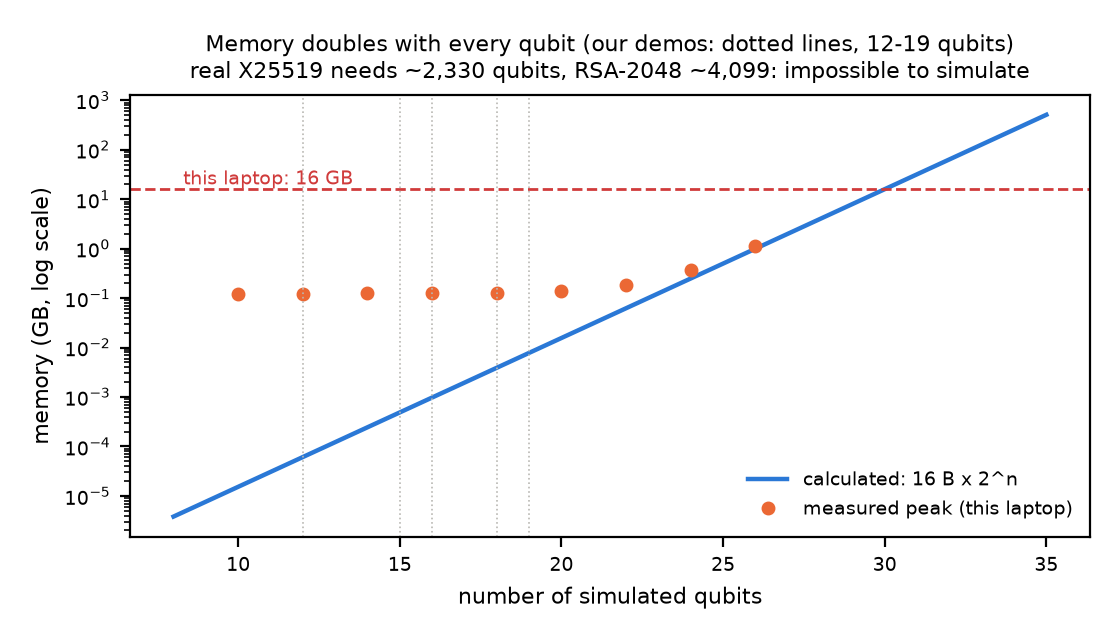 Memory doubles with every qubit (our demos: dotted lines, 12-19 qubits)
real X25519 needs ~2,330 qubits, RSA-2048 ~4,099: impossible to simulate
memory (GB, log scale)
10³
10²
10¹
10⁰
10⁻¹
10⁻²
10⁻³
10⁻⁴
10⁻⁵
this laptop: 16 GB
calculated: 16 B x 2^n
measured peak (this laptop)
10 15 20 25 30 35
number of simulated qubits